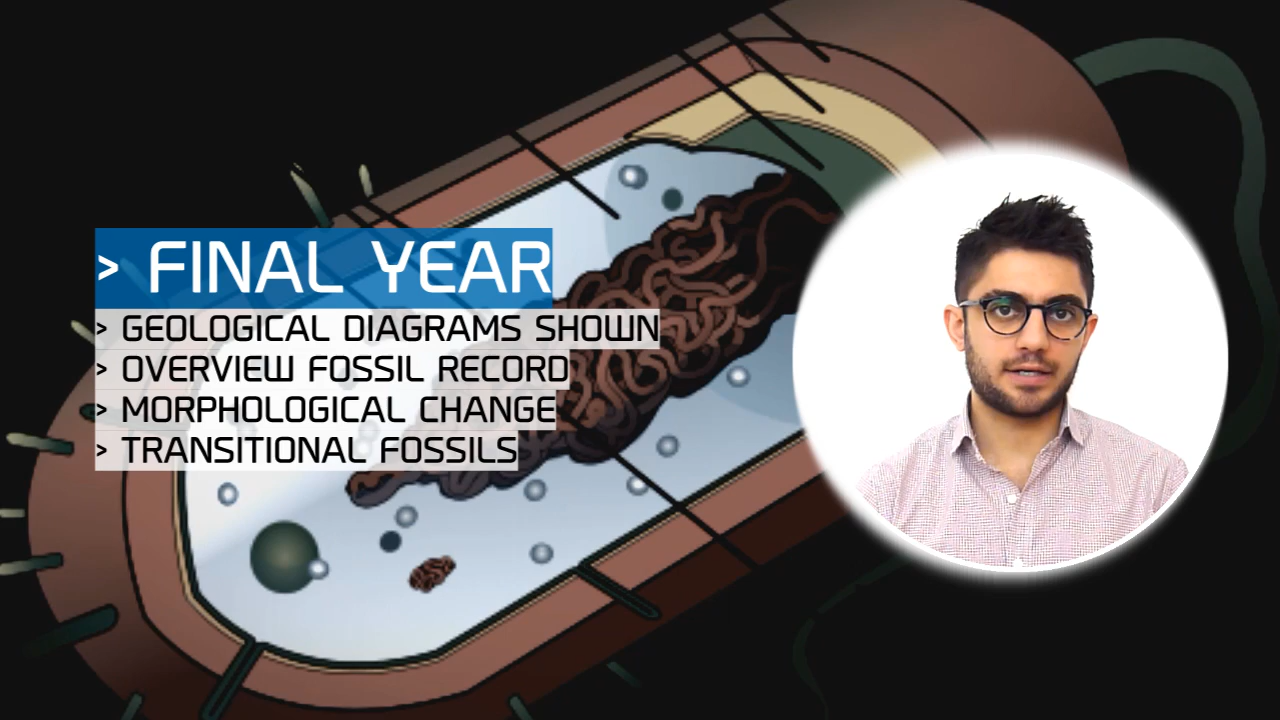 > FINAL YEAR
> GEOLOGICAL DIAGRAMS SHOWN
> OVERVIEW FOSSIL RECORD
> MORPHOLOGICAL CHANGE
> TRANSITIONAL FOSSILS